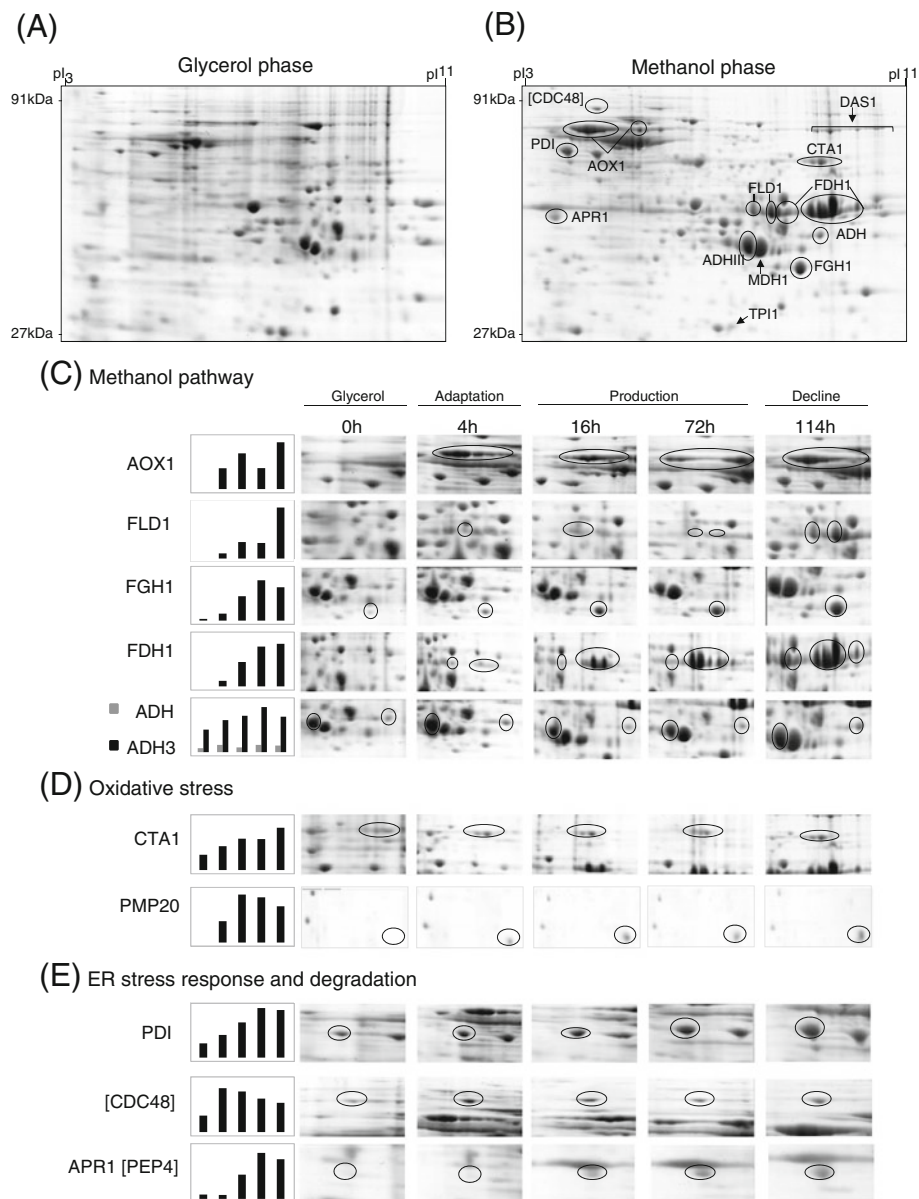 (A)
Glycerol phase
pI3
pI11
91kDa
27kDa
(B)
Methanol phase
pI3
pI11
91kDa
27kDa
[CDC48]
DAS1
PDI
AOX1
CTA1
FLD1
FDH1
APR1
ADH
ADHIII
MDH1
FGH1
TPI1
(C) Methanol pathway
Glycerol Adaptation Production Decline
0h 4h 16h 72h 114h
AOX1
FLD1
FGH1
FDH1
ADH
ADH3
(D) Oxidative stress
CTA1
PMP20
(E) ER stress response and degradation
PDI
[CDC48]
APR1 [PEP4]